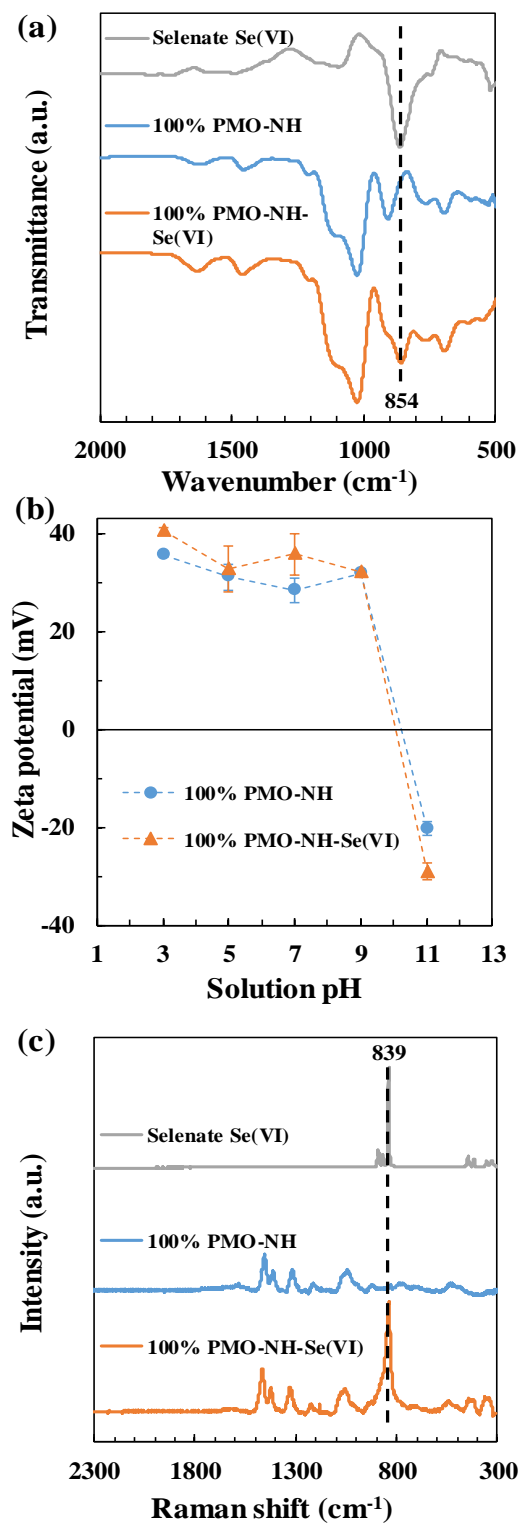 (a)
Selenate Se(VI)
100% PMO-NH
100% PMO-NH-
Se(VI)
854
Transmittance (a.u.)
2000 1500 1000 500
Wavenumber (cm⁻¹)
(b)
40
20
0
-20
-40
Zeta potential (mV)
100% PMO-NH
100% PMO-NH-Se(VI)
1 3 5 7 9 11 13
Solution pH
(c)
839
Selenate Se(VI)
100% PMO-NH
100% PMO-NH-Se(VI)
Intensity (a.u.)
2300 1800 1300 800 300
Raman shift (cm⁻¹)